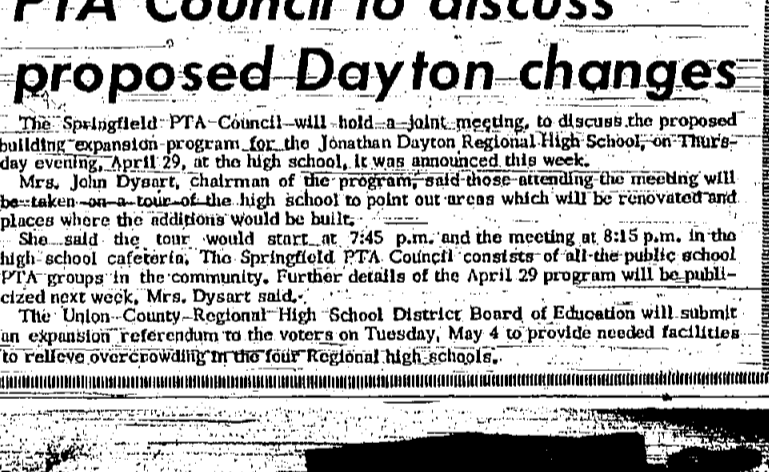 PTA Council to discuss
proposed Dayton changes
The Springfield PTA Council will hold a joint meeting, to discuss the proposed
building expansion program for the Jonathan Dayton Regional High School, on Thurs-
day evening, April 29, at the high school, it was announced this week.
Mrs. John Dysart, chairman of the program, said those attending the meeting will
be taken on a tour of the high school to point out areas which will be renovated and
places where the additions would be built.
She said the tour would start at 7:45 p.m. and the meeting at 8:15 p.m. in the
high school cafeteria. The Springfield PTA Council consists of all the public school
PTA groups in the community. Further details of the April 29 program will be publi-
cized next week, Mrs. Dysart said.
The Union County Regional High School District Board of Education will submit
an expansion referendum to the voters on Tuesday, May 4 to provide needed facilities
to relieve overcrowding in the four Regional high schools.